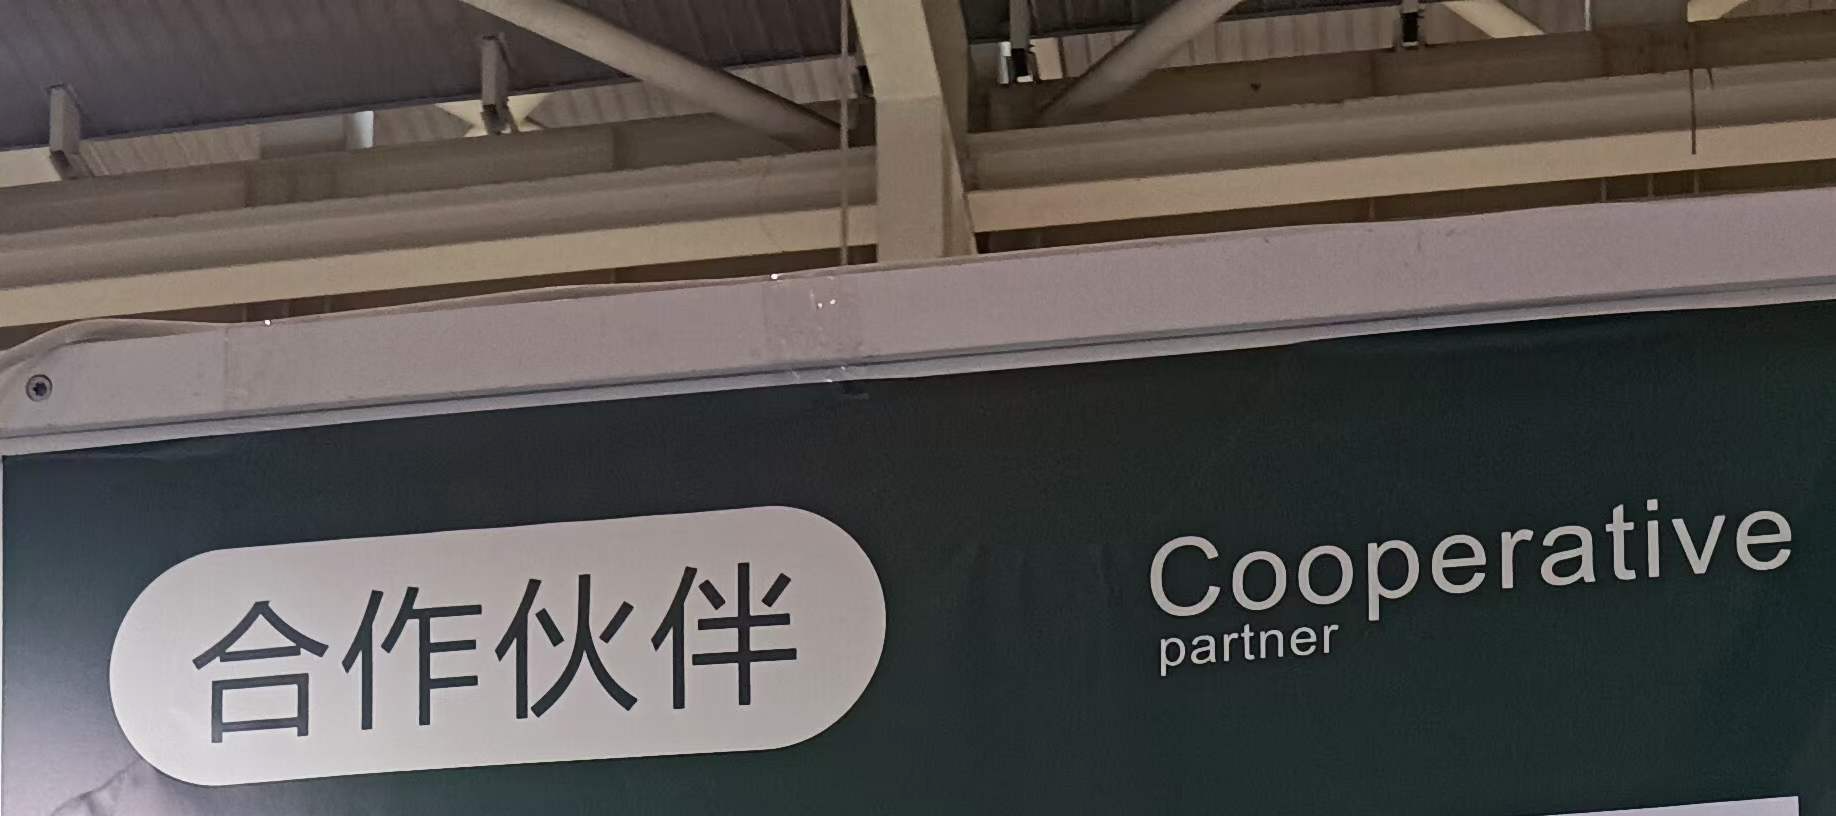 合作伙伴
Cooperative
partner